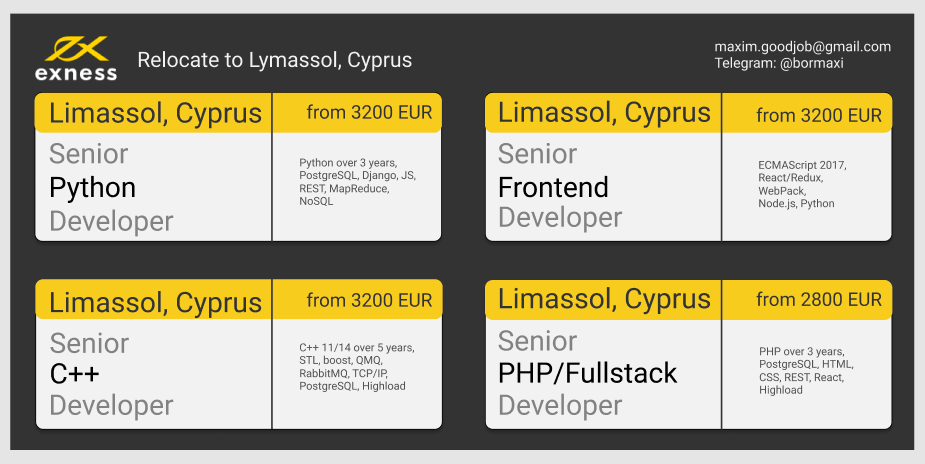 exness
Relocate to Lymassol, Cyprus
maxim.goodjob@gmail.com
Telegram: @bormaxi
Limassol, Cyprus
from 3200 EUR
Senior
Python
Developer
Python over 3 years,
PostgreSQL, Django, JS,
REST, MapReduce,
NoSQL
Limassol, Cyprus
from 3200 EUR
Senior
Frontend
Developer
ECMAScript 2017,
React/Redux,
WebPack,
Node.js, Python
Limassol, Cyprus
from 3200 EUR
Senior
C++
Developer
C++ 11/14 over 5 years,
STL, boost, QMQ,
RabbitMQ, TCP/IP,
PostgreSQL, Highload
Limassol, Cyprus
from 2800 EUR
Senior
PHP/Fullstack
Developer
PHP over 3 years,
PostgreSQL, HTML,
CSS, REST, React,
Highload